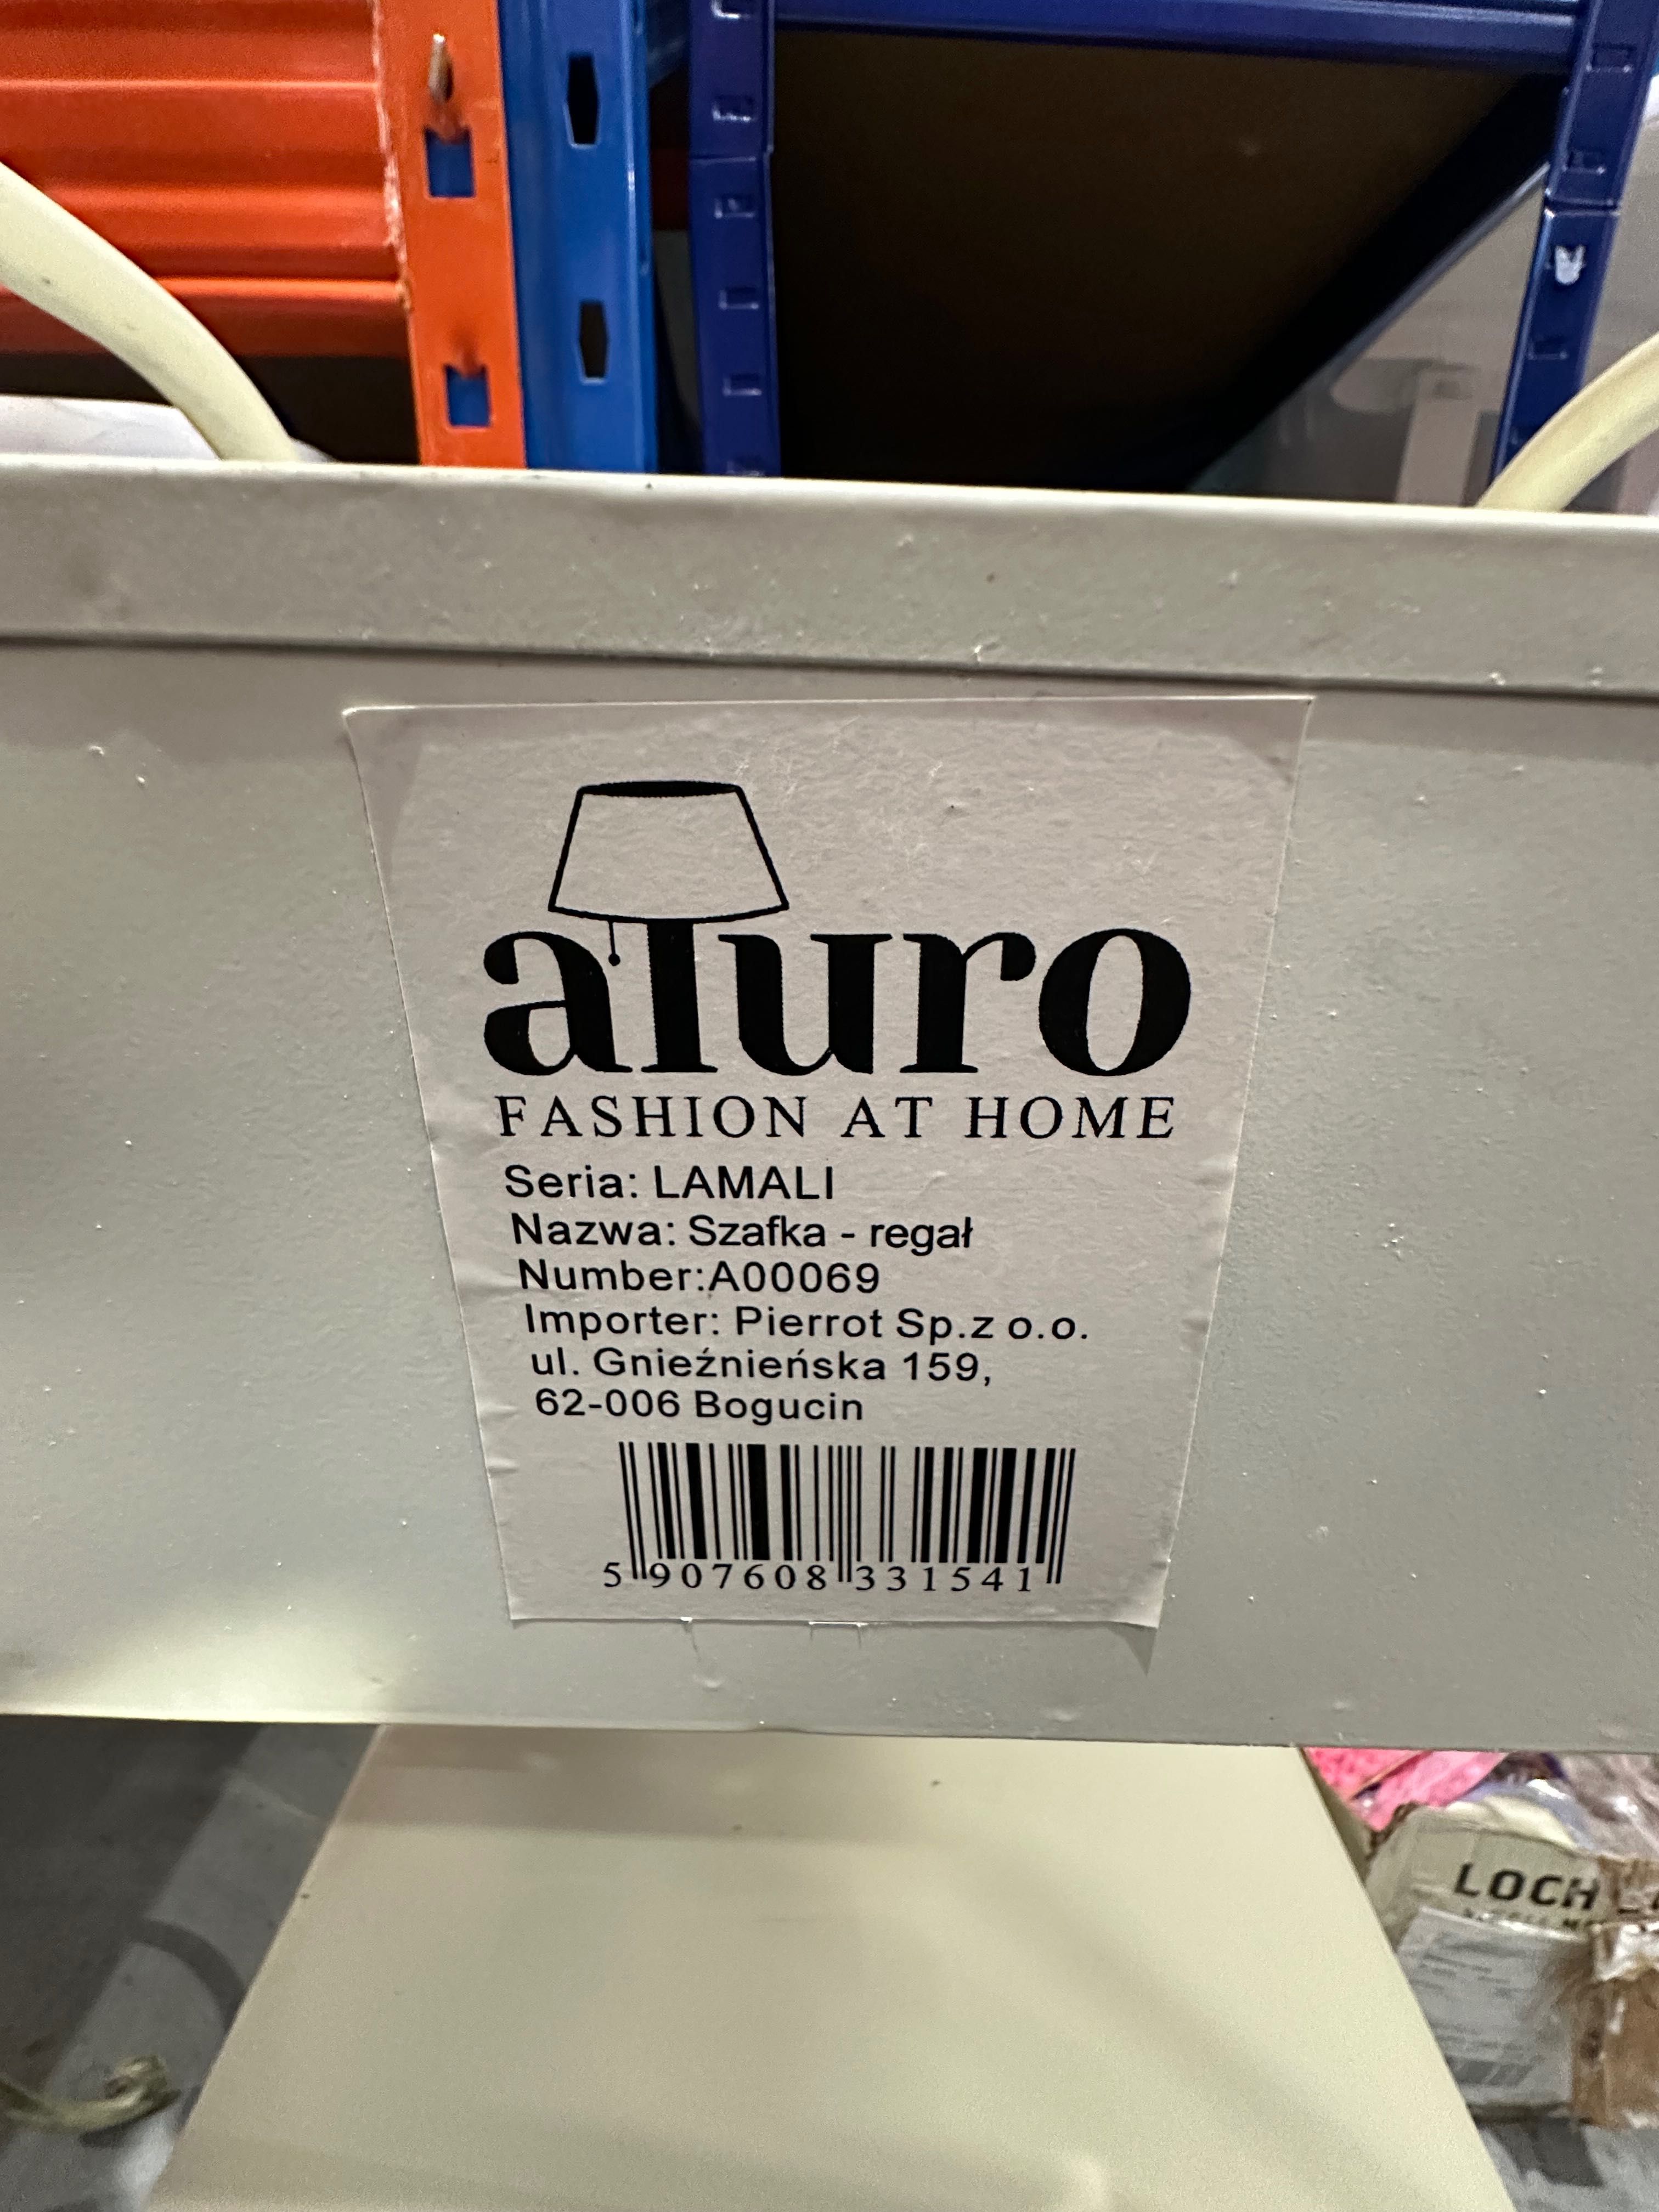 aluro
FASHION AT HOME
Seria: LAMALI
Nazwa: Szafka - regał
Number:A00069
Importer: Pierrot Sp.z o.o.
ul. Gnieźnieńska 159,
62-006 Bogucin
5 907608 331541
LOCH